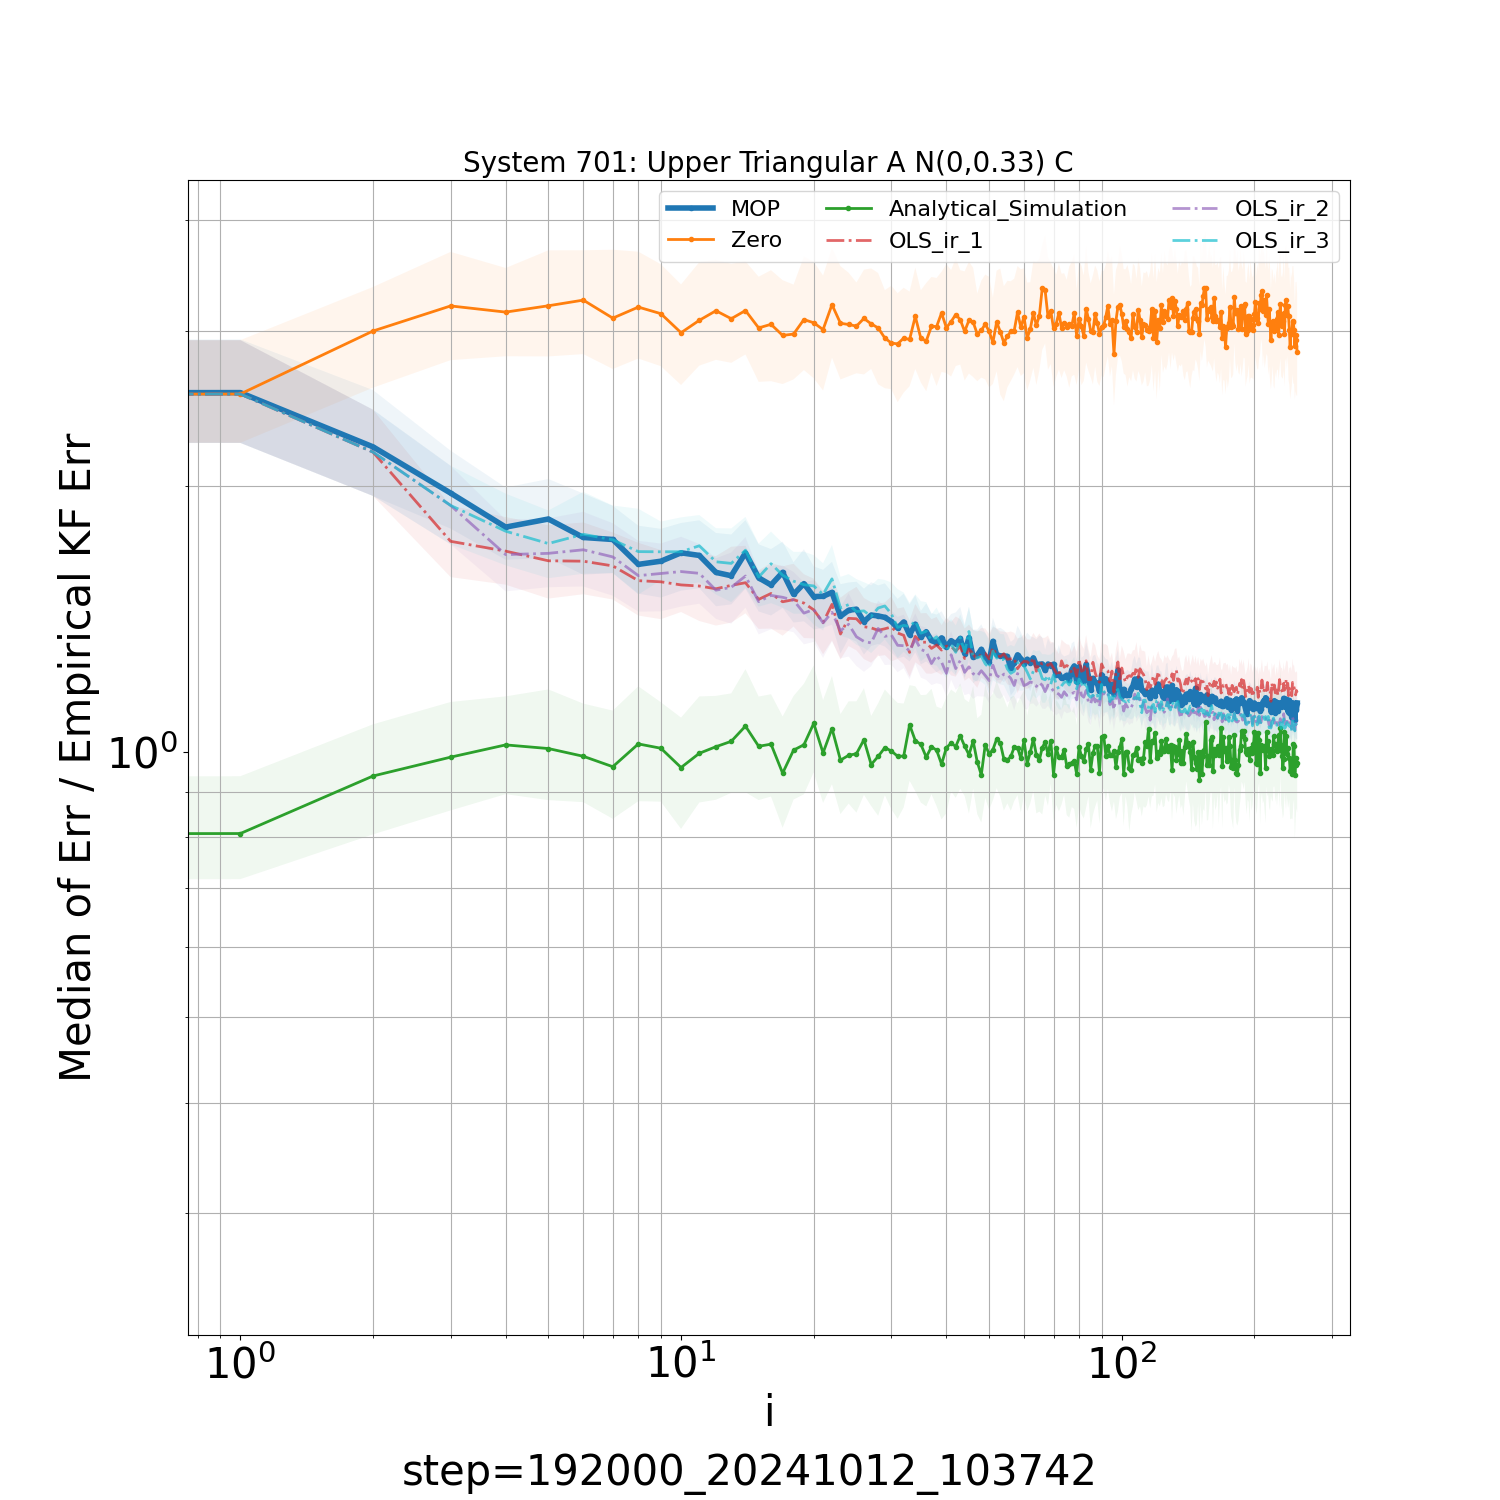 System 701: Upper Triangular A N(0,0.33) C
MOP
Zero
Analytical_Simulation
OLS_ir_1
OLS_ir_2
OLS_ir_3
Median of Err / Empirical KF Err
10⁰
10⁰
10¹
10²
i
step=192000_20241012_103742